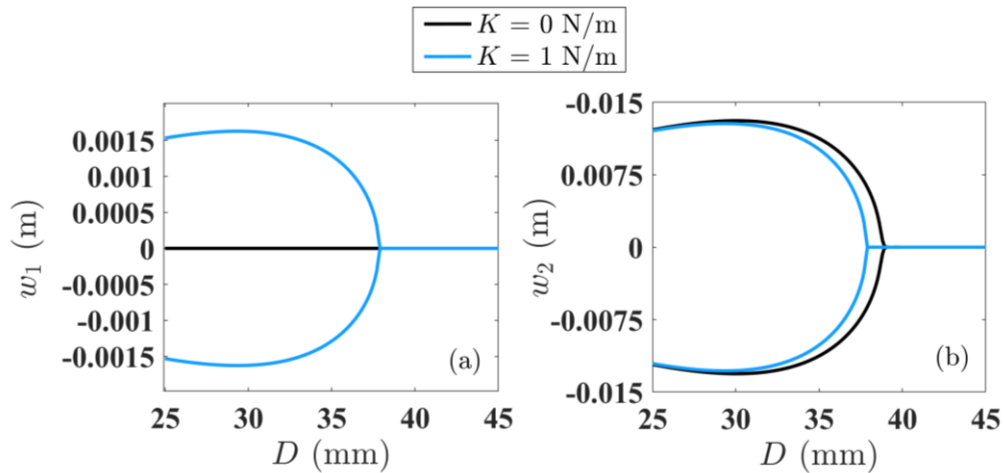 K = 0 N/m
K = 1 N/m
0.0015
0.001
0.0005
0
-0.0005
-0.001
-0.0015
w₁ (m)
(a)
25 30 35 40 45
D (mm)
-0.015
0.0075
0
-0.0075
-0.015
w₂ (m)
(b)
25 30 35 40 45
D (mm)